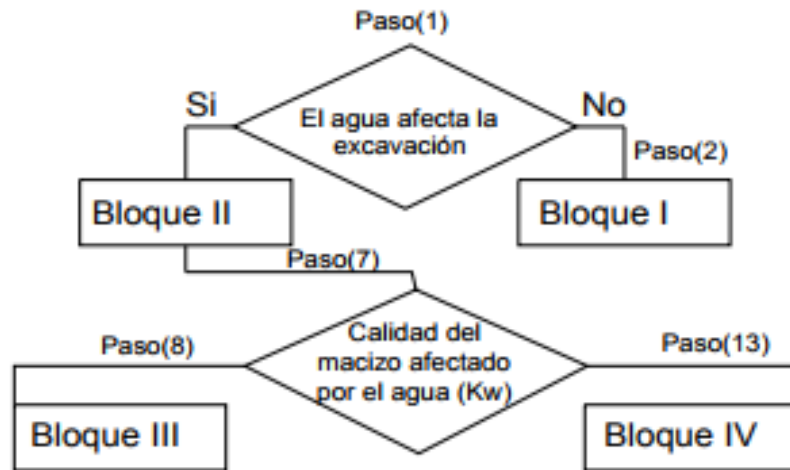 Paso(1)
Si
No
El agua afecta la
excavación
Paso(2)
Bloque II
Bloque I
Paso(7)
Calidad del
macizo afectado
por el agua (Kw)
Paso(8)
Paso(13)
Bloque III
Bloque IV